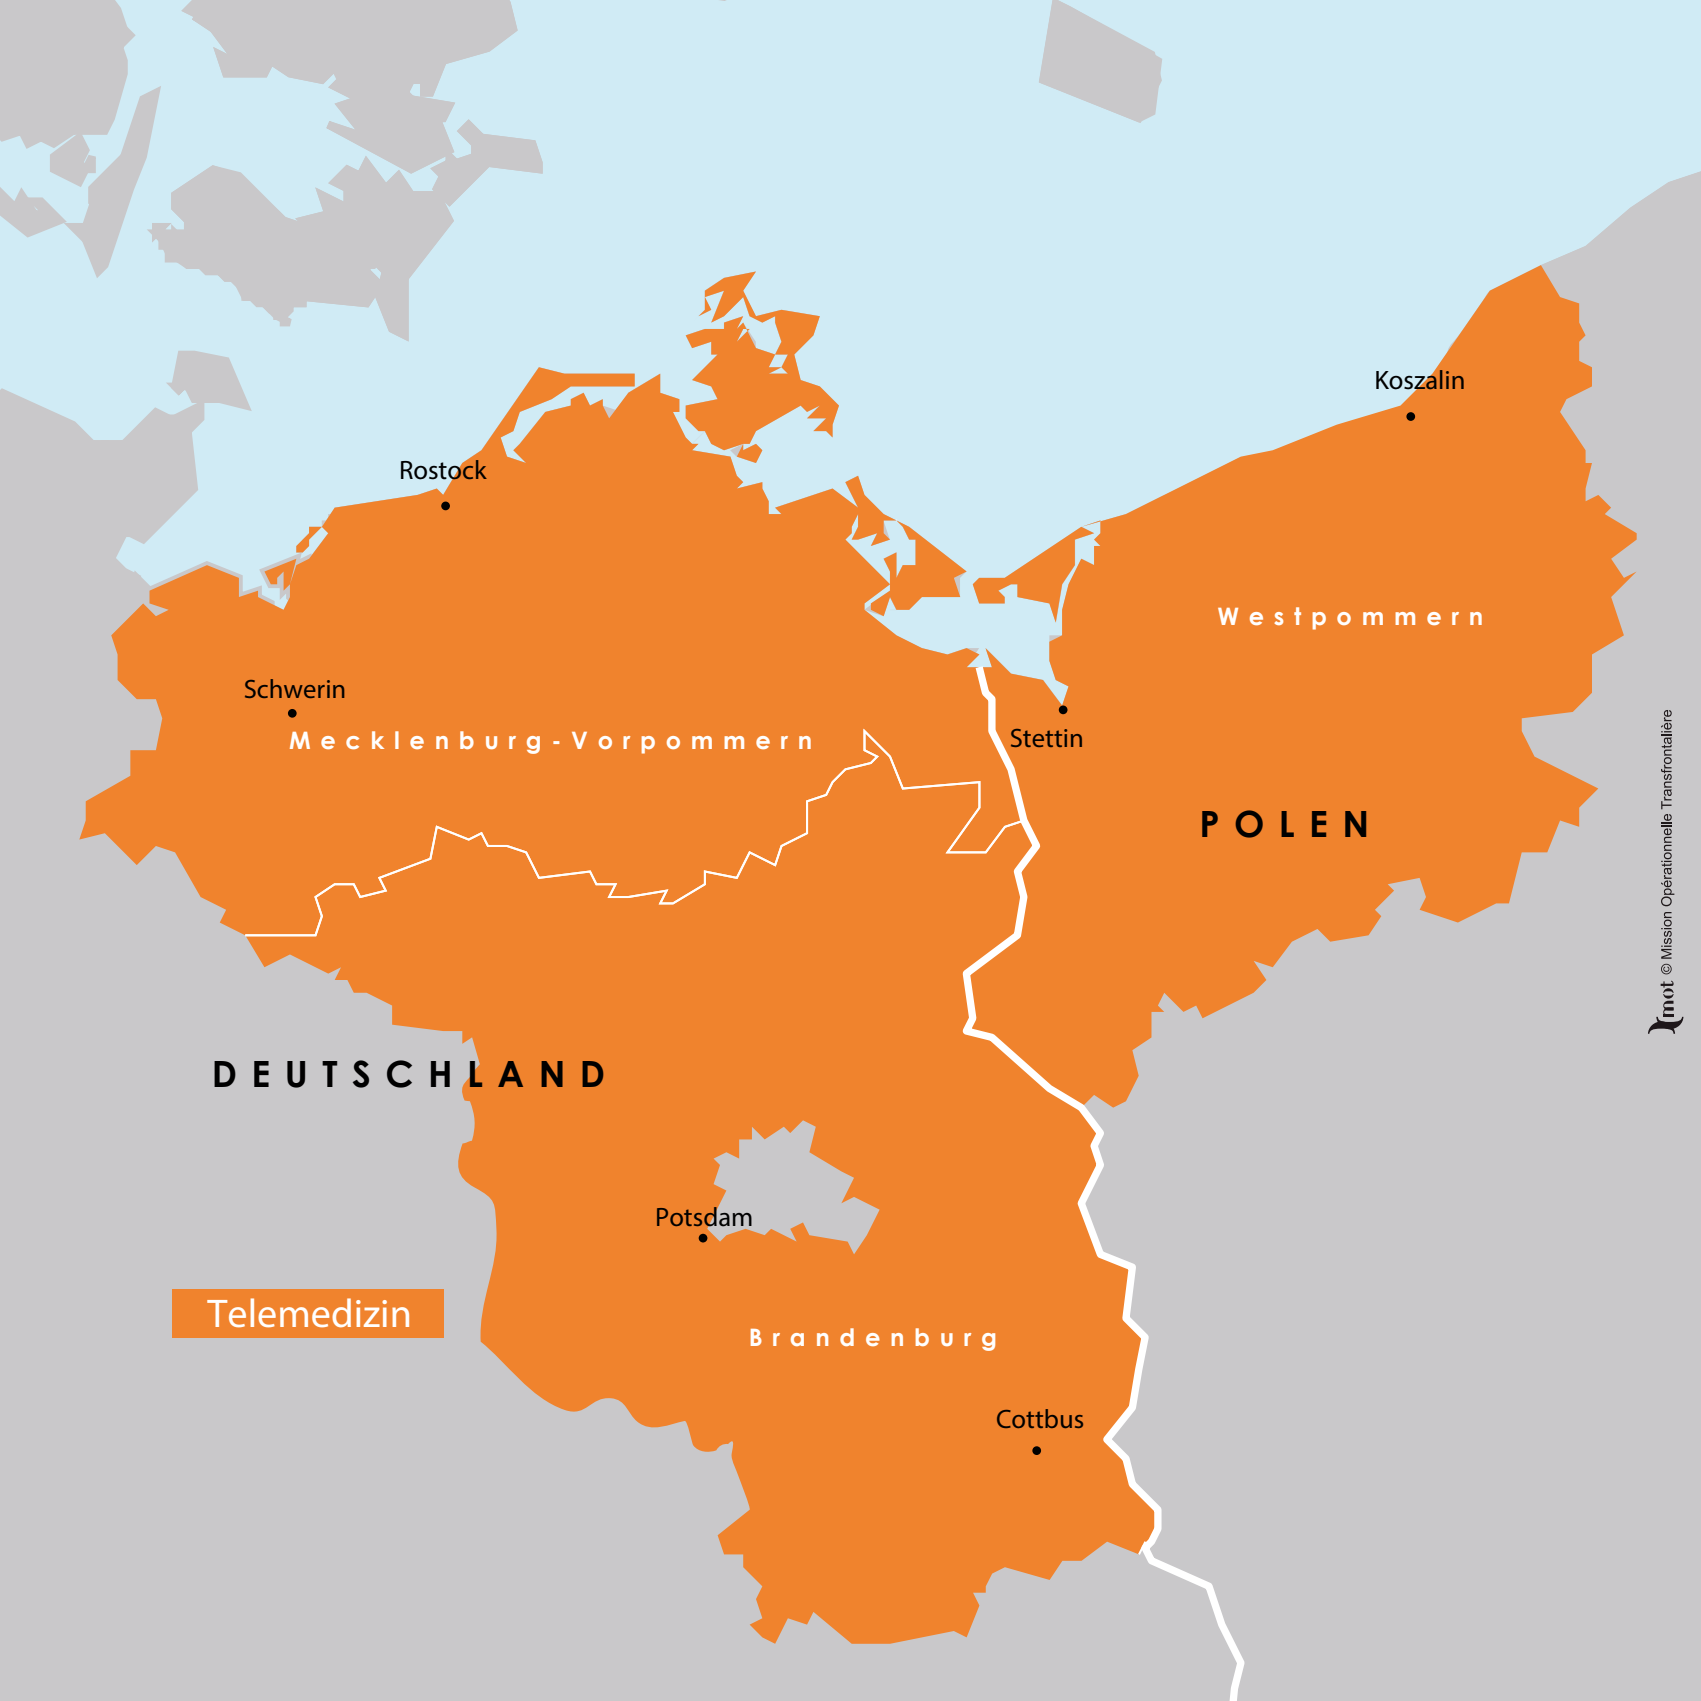 Koszalin
Rostock
Westpommern
Schwerin
Mecklenburg-Vorpommern
Stettin
POLEN
mot © Mission Opérationnelle Transfrontalière
DEUTSCHLAND
Potsdam
Telemedizin
Brandenburg
Cottbus